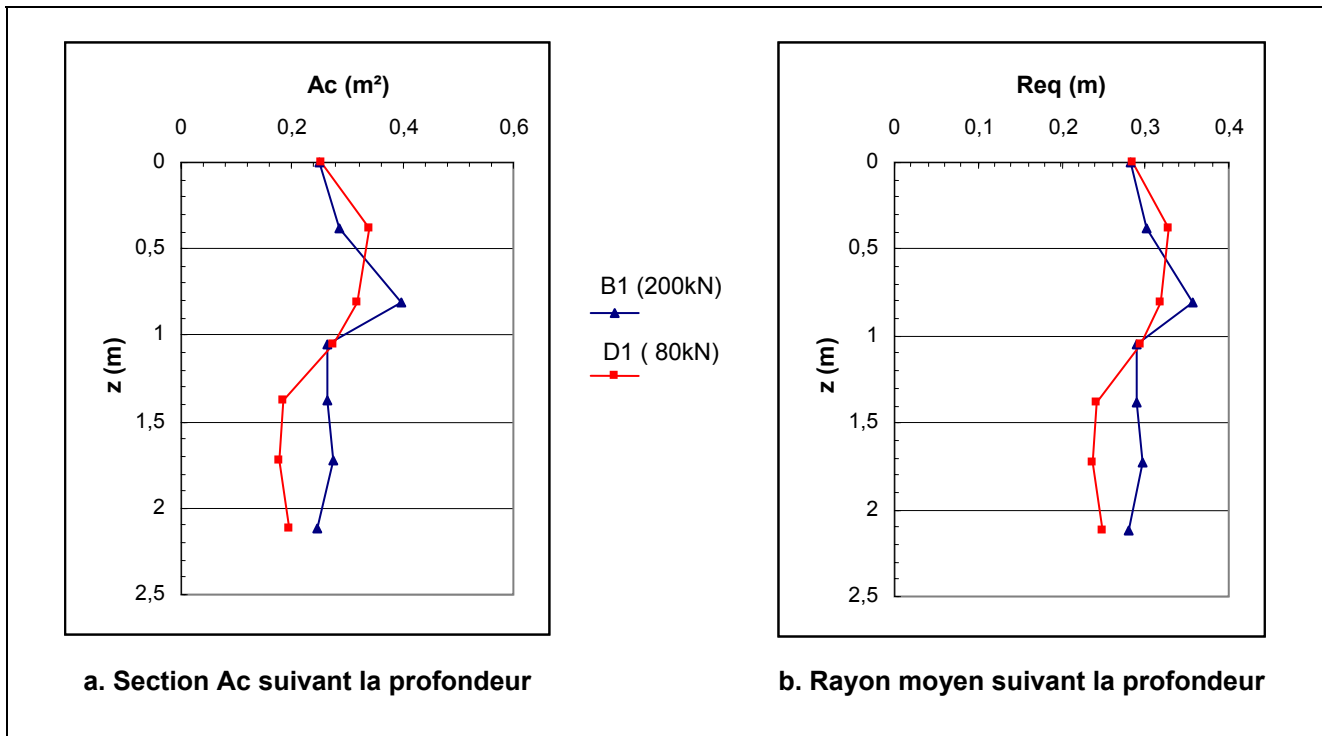 Ac (m²)
0 0,2 0,4 0,6
0
0,5
1
1,5
2
2,5
z (m)
B1 (200kN)
D1 ( 80kN)
Req (m)
0 0,1 0,2 0,3 0,4
0
0,5
1
1,5
2
2,5
z (m)
a. Section Ac suivant la profondeur
b. Rayon moyen suivant la profondeur